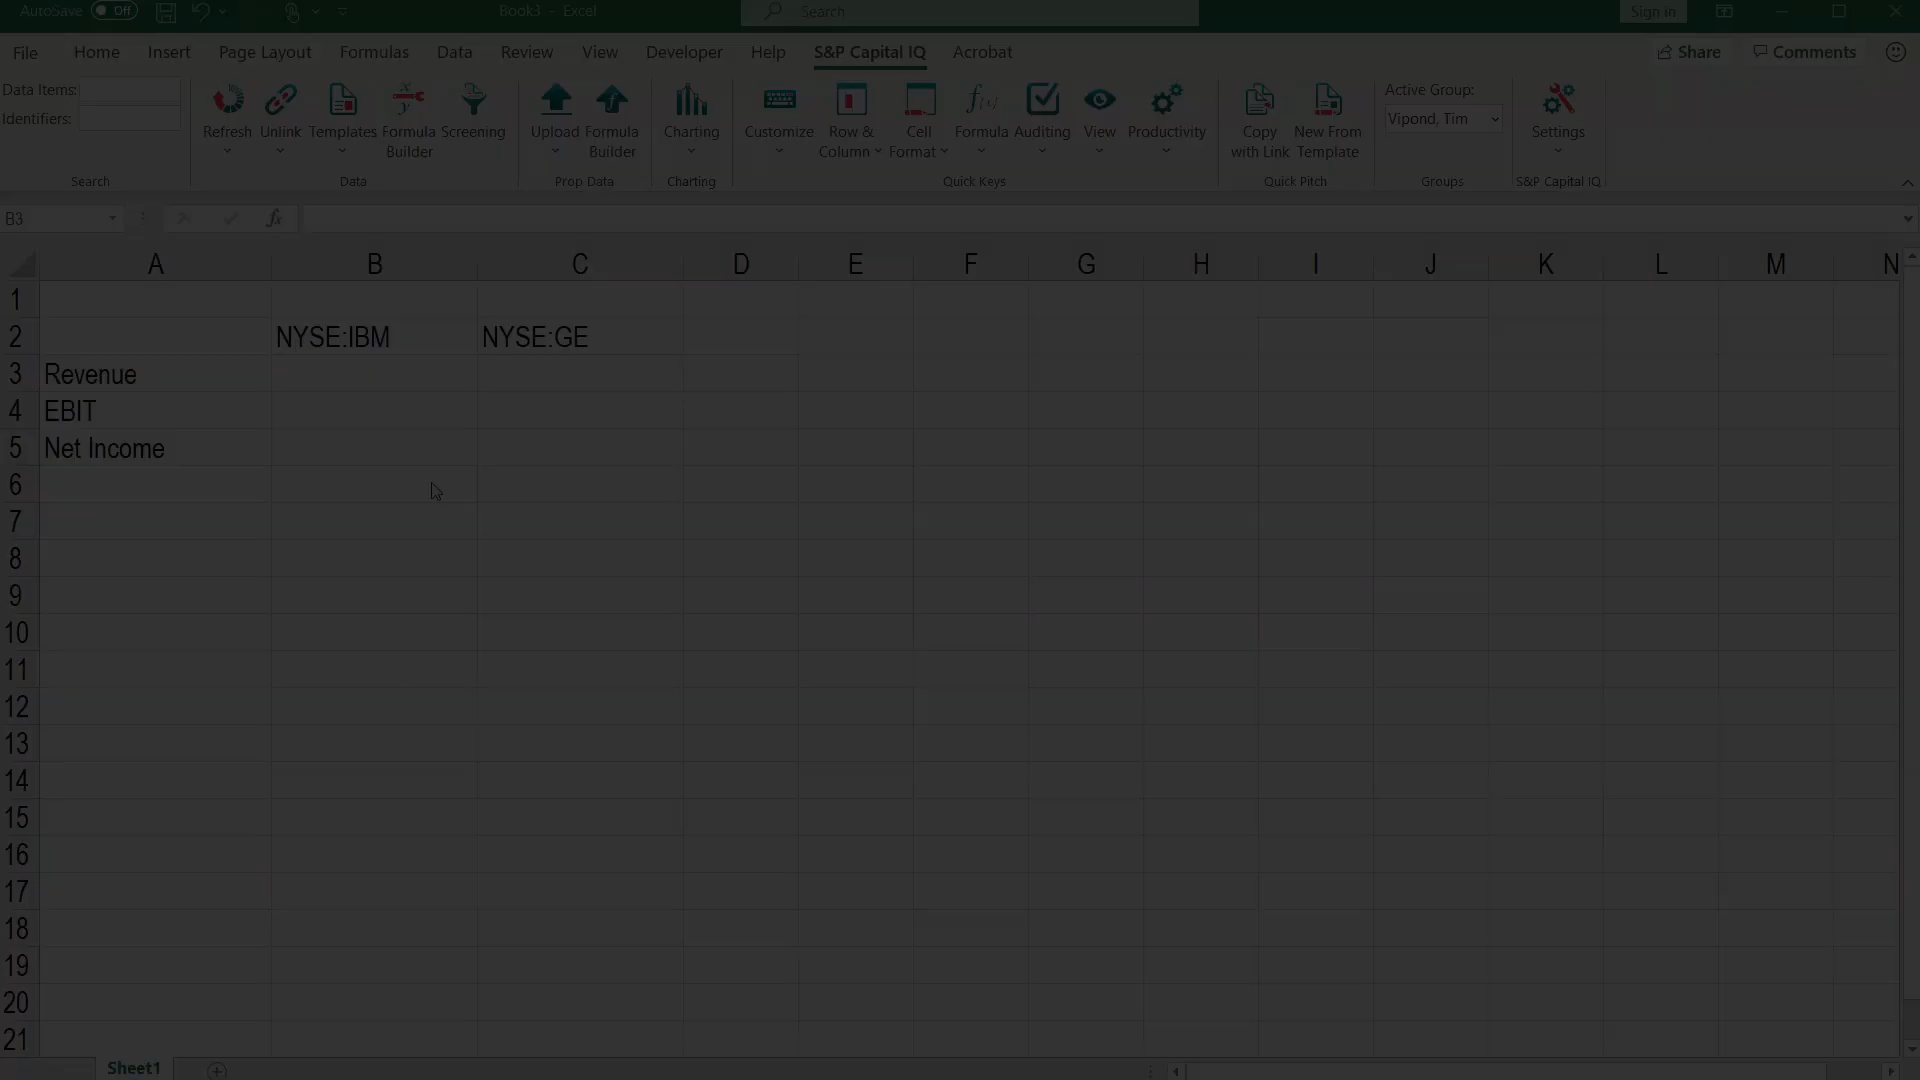 AutoSave Off Book3 - Excel Search Sign in
File Home Insert Page Layout Formulas Data Review View Developer Help S&P Capital IQ Acrobat Share Comments
Data Items:
Identifiers:
Search
Refresh Unlink Templates Formula Builder Screening
Data
Upload Formula Builder
Prop Data
Charting
Charting
Customize Row & Column Cell Format Formula Auditing View Productivity
Quick Keys
Copy with Link New From Template
Quick Pitch
Active Group:
Vipond, Tim
Groups
Settings
S&P Capital IQ
B3 fx
A B C D E F G H I J K L M N
1
2 NYSE:IBM NYSE:GE
3 Revenue
4 EBIT
5 Net Income
6
7
8
9
10
11
12
13
14
15
16
17
18
19
20
21
Sheet1